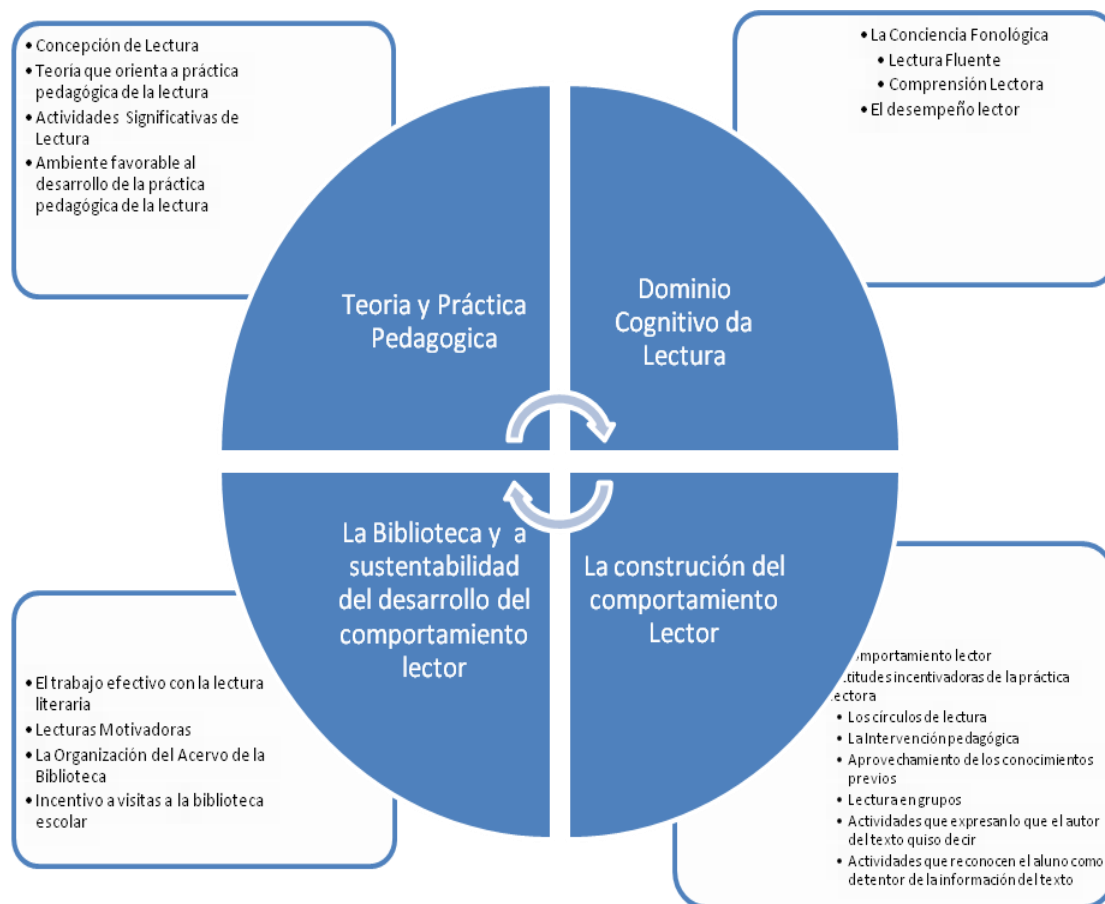 • Concepción de Lectura
• Teoría que orienta a práctica
pedagógica de la lectura
• Actividades Significativas de
Lectura
• Ambiente favorable al
desarrollo de la práctica
pedagógica de la lectura
• La Conciencia Fonológica
• Lectura Fluente
• Comprensión Lectora
• El desempeño lector
Teoria y Práctica
Pedagogica
Dominio
Cognitivo da
Lectura
La Biblioteca y a
sustentabilidad
del desarrollo del
comportamiento
lector
La construción del
comportamiento
Lector
• El trabajo efectivo con la lectura
literaria
• Lecturas Motivadoras
• La Organización del Acervo de la
Biblioteca
• Incentivo a visitas a la biblioteca
escolar
omportamiento lector
ctitudes incentivadoras de la práctica
ectora
• Los círculos de lectura
• La Intervención pedagógica
• Aprovechamiento de los conocimientos
previos
• Lectura en grupos
• Actividades que expresan lo que el autor
del texto quiso decir
• Actividades que reconocen el aluno como
detentor de la información del texto